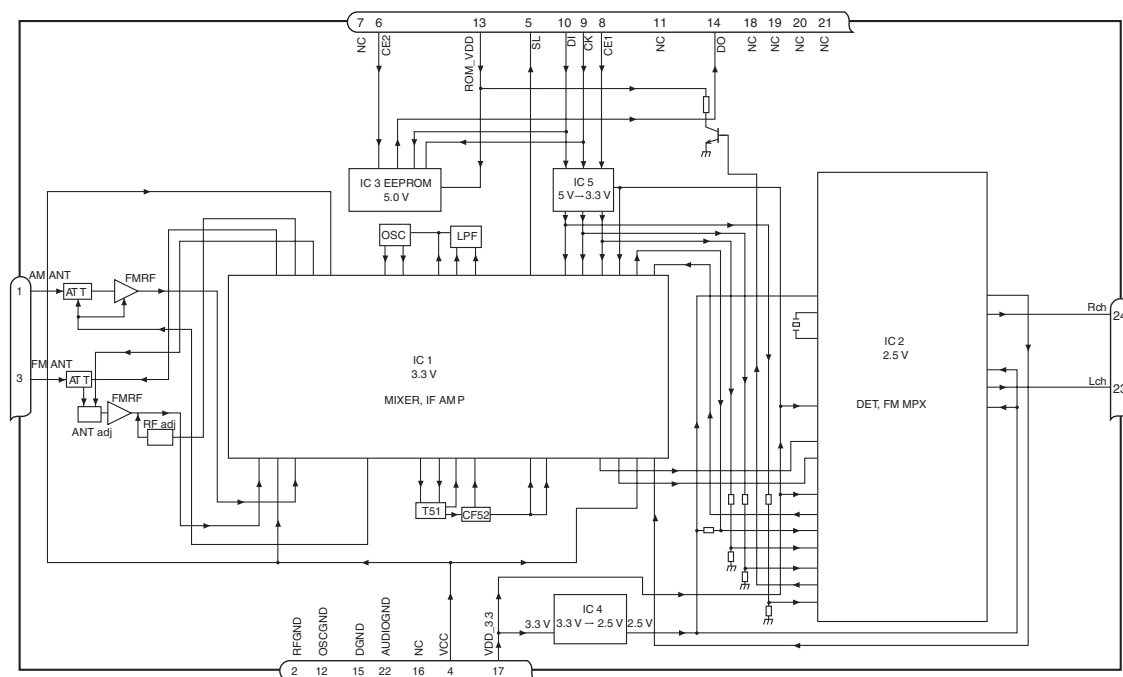 7 6 13 5 10 9 8 11 14 18 19 20 21
NC CE2 ROM_VDD SL DI CK CE1 NC DO NC NC NC NC
IC 3 EEPROM
5.0 V
IC 5
5 V→3.3 V
OSC
LPF
AM ANT
1
ATT
FMRF
FM ANT
3
ATT
FMRF
ANT adj
RF adj
IC 1
3.3 V
MIXER, IF AMP
IC 2
2.5 V
DET, FM MPX
Rch
24
Lch
23
T51
CF52
IC 4
3.3 V → 2.5 V
3.3 V
2.5 V
RFGND OSCGND DGND AUDIOGND NC VCC VDD_3.3
2 12 15 22 16 4 17